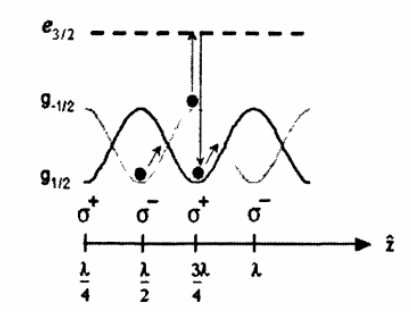 e3/2
g-1/2
g1/2
σ+ σ- σ+ σ-
ẑ
λ/4 λ/2 3λ/4 λ